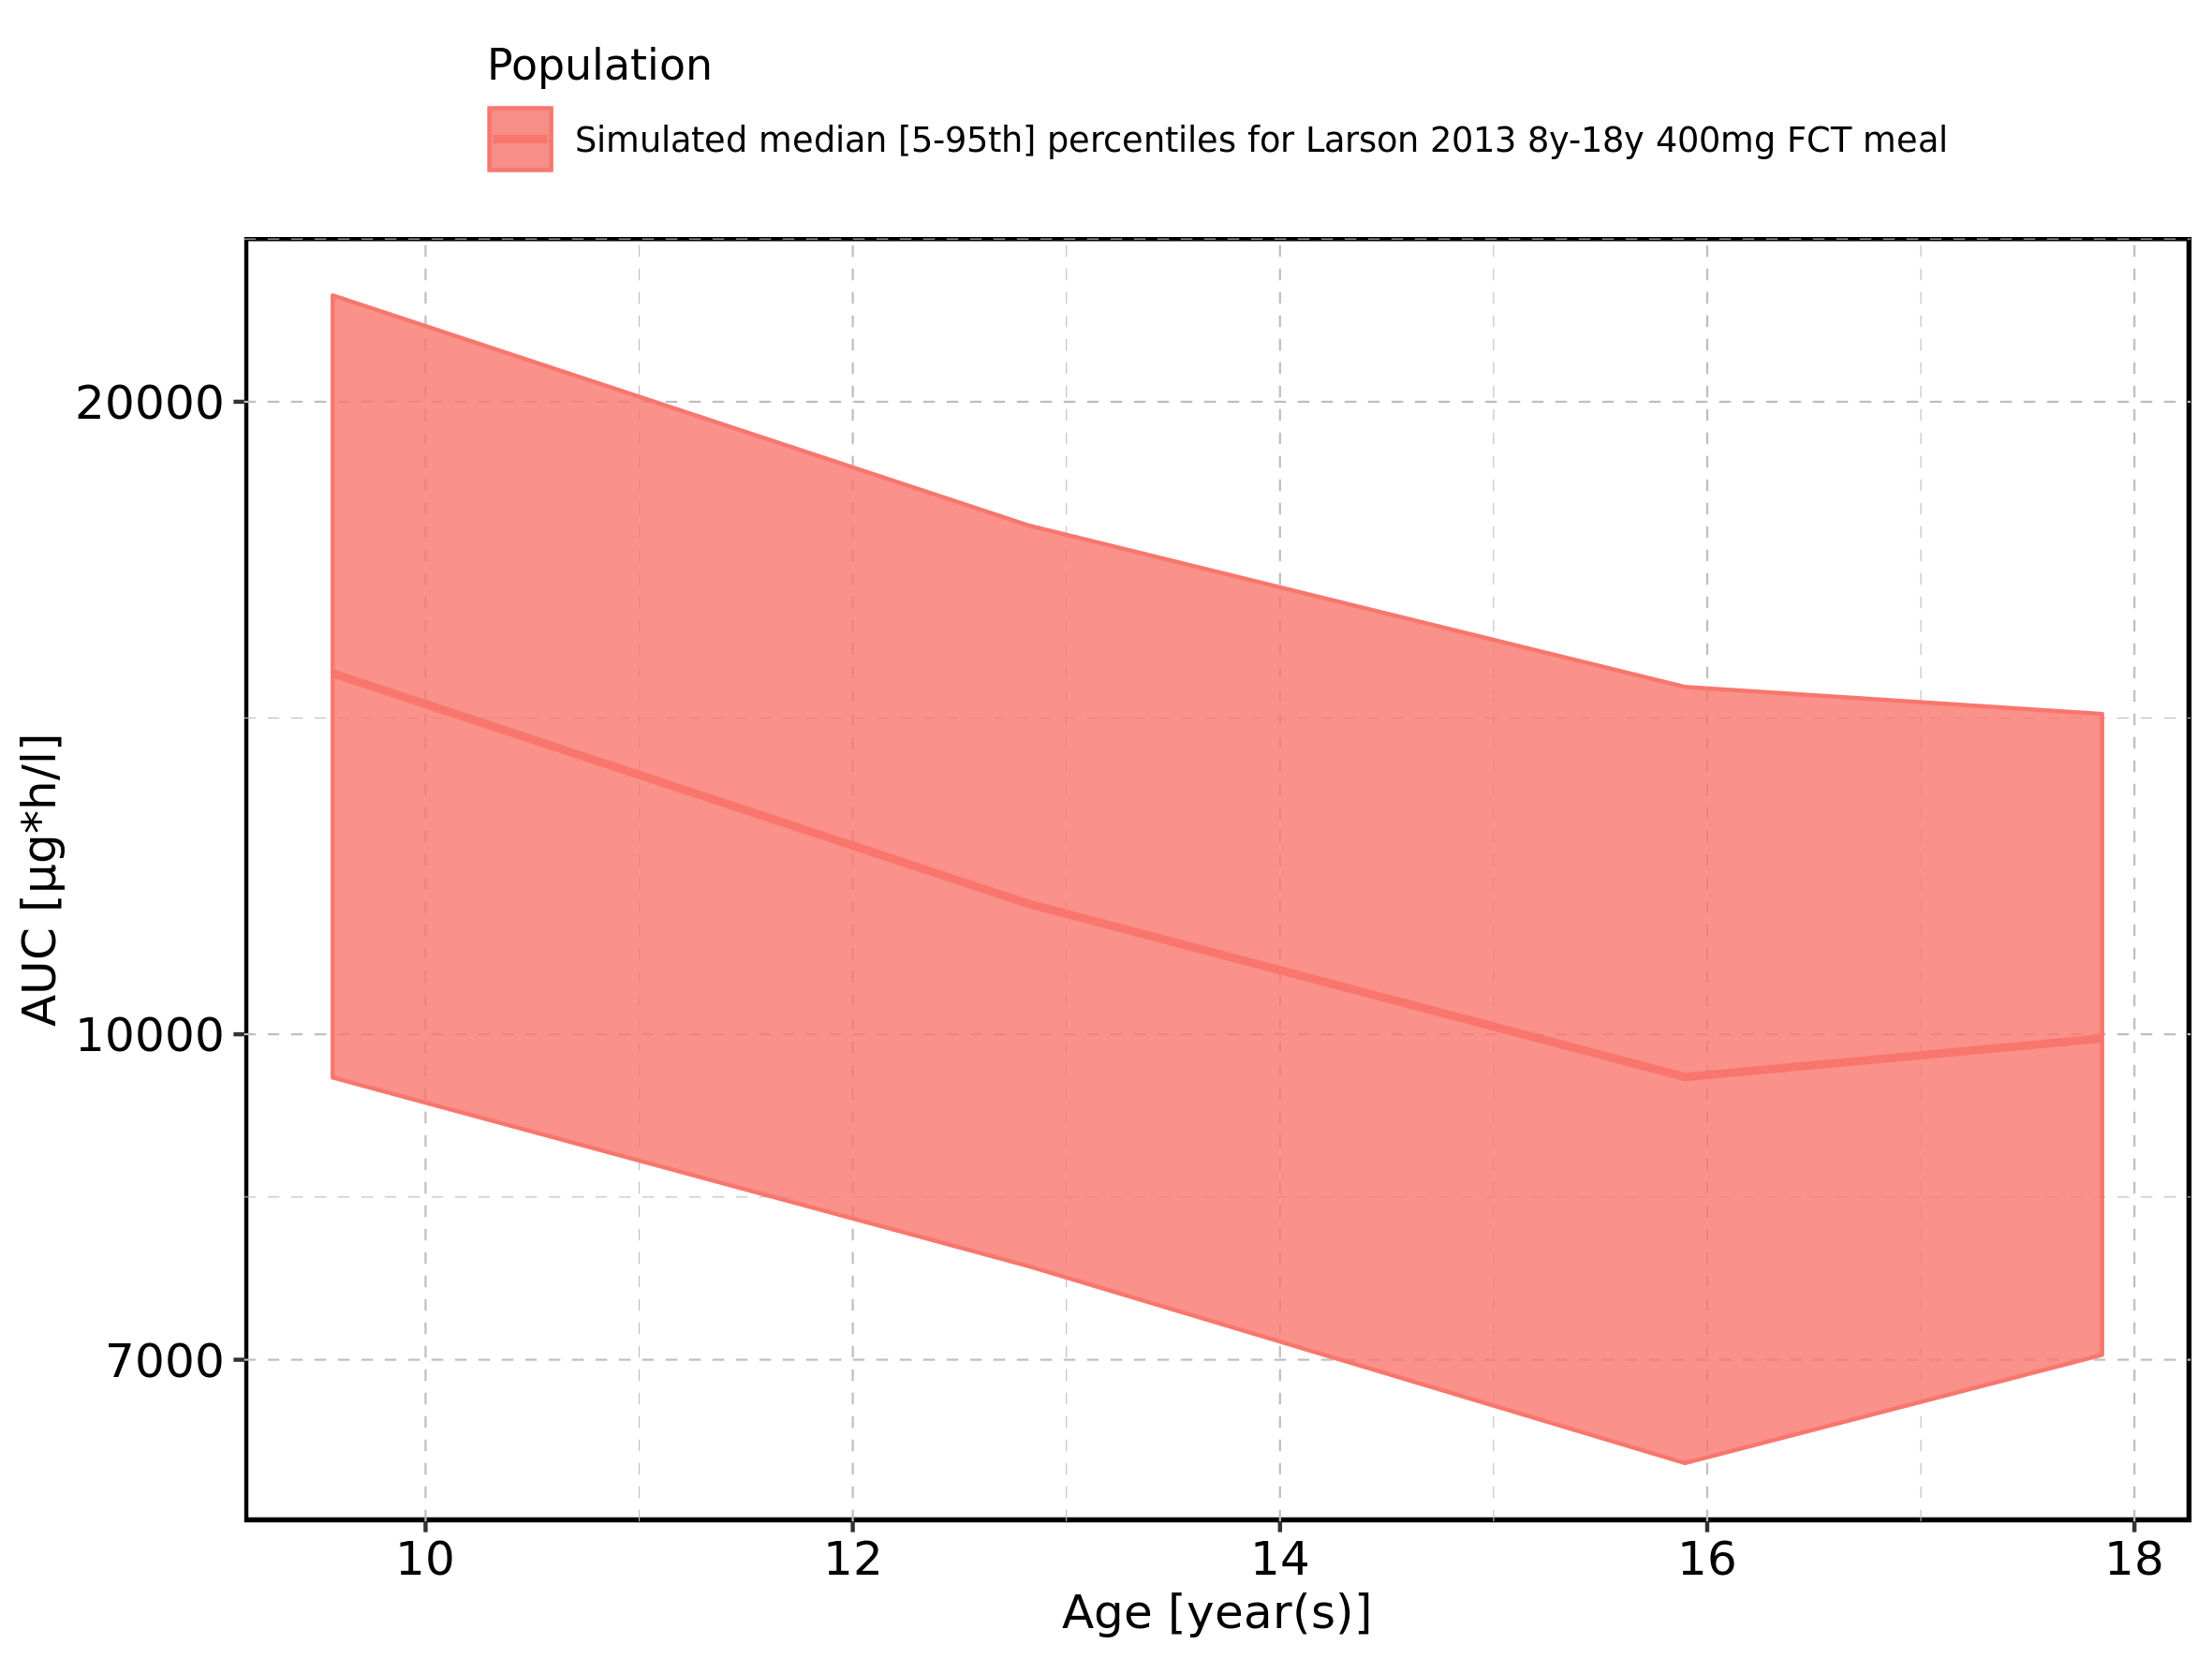 Population
Simulated median [5-95th] percentiles for Larson 2013 8y-18y 400mg FCT meal
20000
10000
7000
AUC [µg*h/l]
10 12 14 16 18
Age [year(s)]